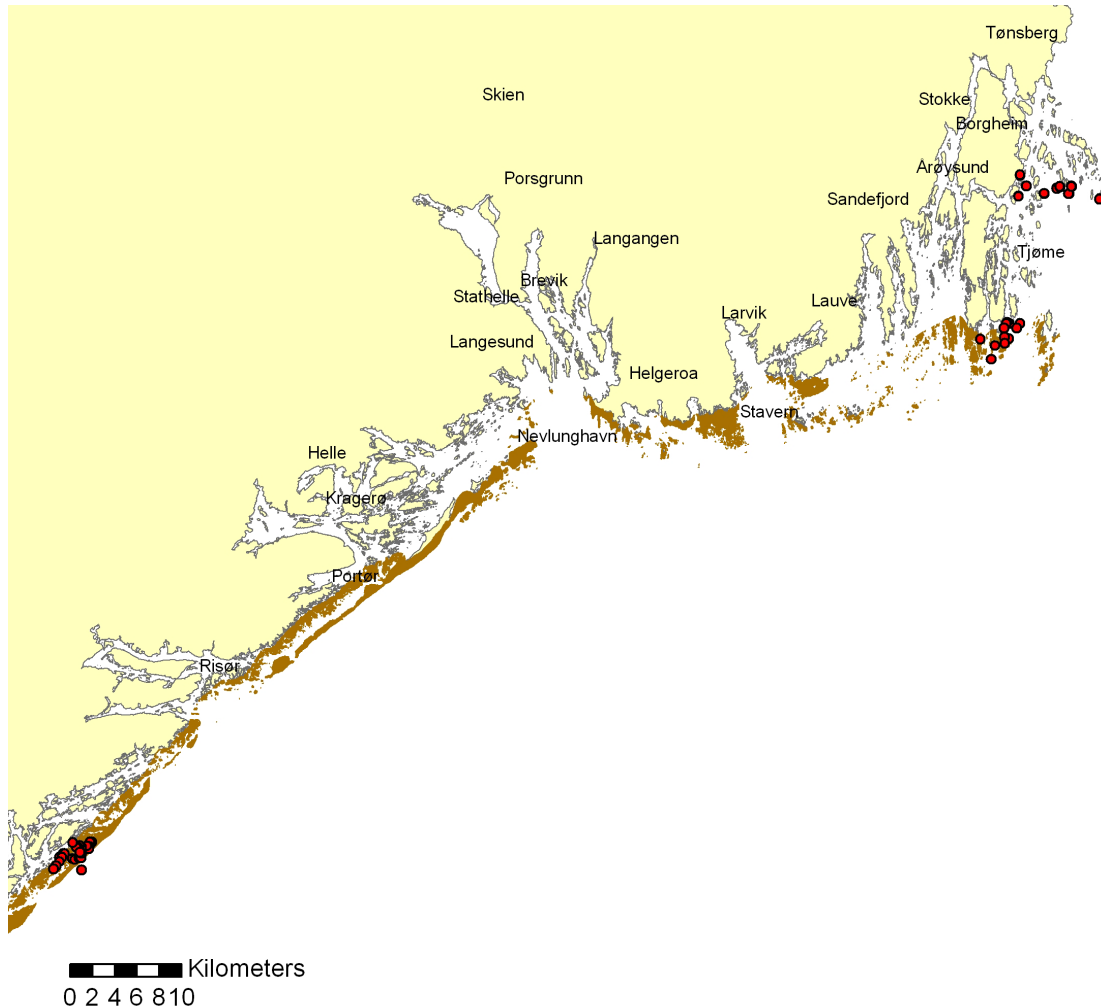 Tønsberg
Skien
Stokke
Borgheim
Arøysund
Porsgrunn
Sandefjord
Langangen
Tjøme
Brevik
Stathelle
Lauve
Larvik
Langesund
Helgeroa
Stavern
Nevlunghavn
Helle
Kragerø
Portør
Risør
Kilometers
0 2 4 6 8 10